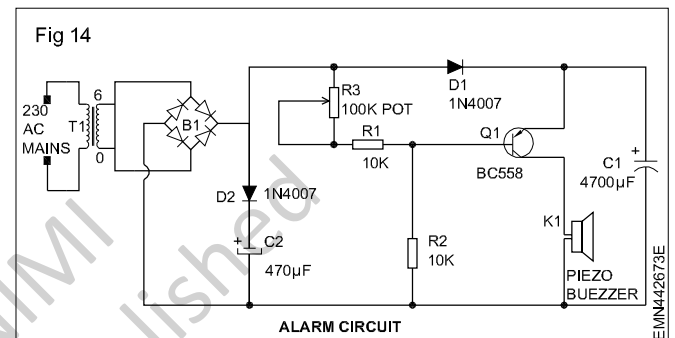 Fig 14
230
AC
MAINS
T1
6
0
B1
D2
1N4007
+
C2
470µF
R3
100K POT
R1
10K
R2
10K
D1
1N4007
Q1
BC558
+
C1
4700µF
K1
PIEZO
BUEZZER
ALARM CIRCUIT
EMN442673E
NIMI